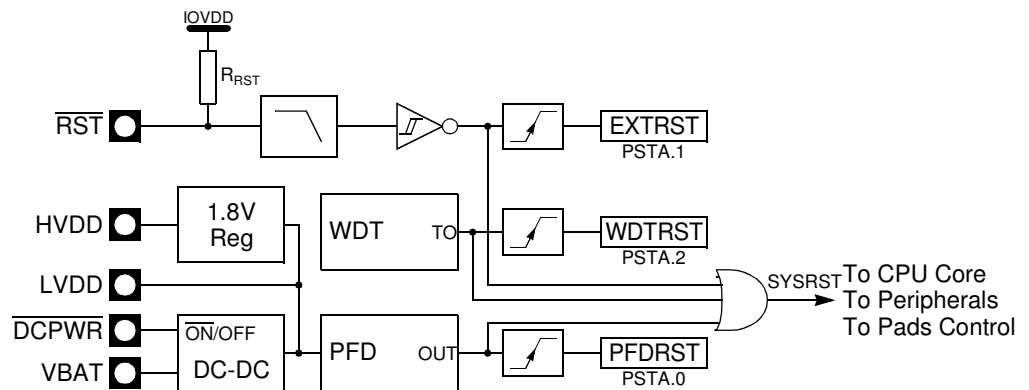 IOVDD
RRST
RST
EXTRST
PSTA.1
HVDD
1.8V
Reg
WDT
TO
WDTRST
PSTA.2
LVDD
SYSRST
To CPU Core
To Peripherals
To Pads Control
DCPWR
ON/OFF
DC-DC
VBAT
PFD
OUT
PFDRST
PSTA.0